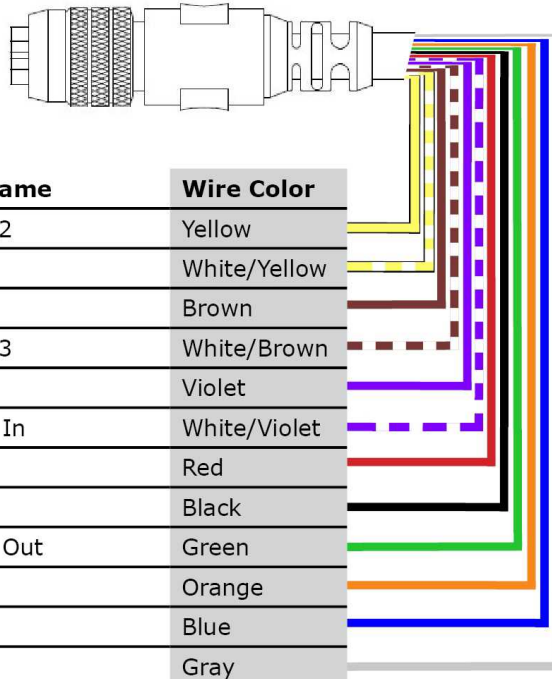 ame Wire Color
2 Yellow
White/Yellow
Brown
3 White/Brown
Violet
In White/Violet
Red
Black
Out Green
Orange
Blue
Gray